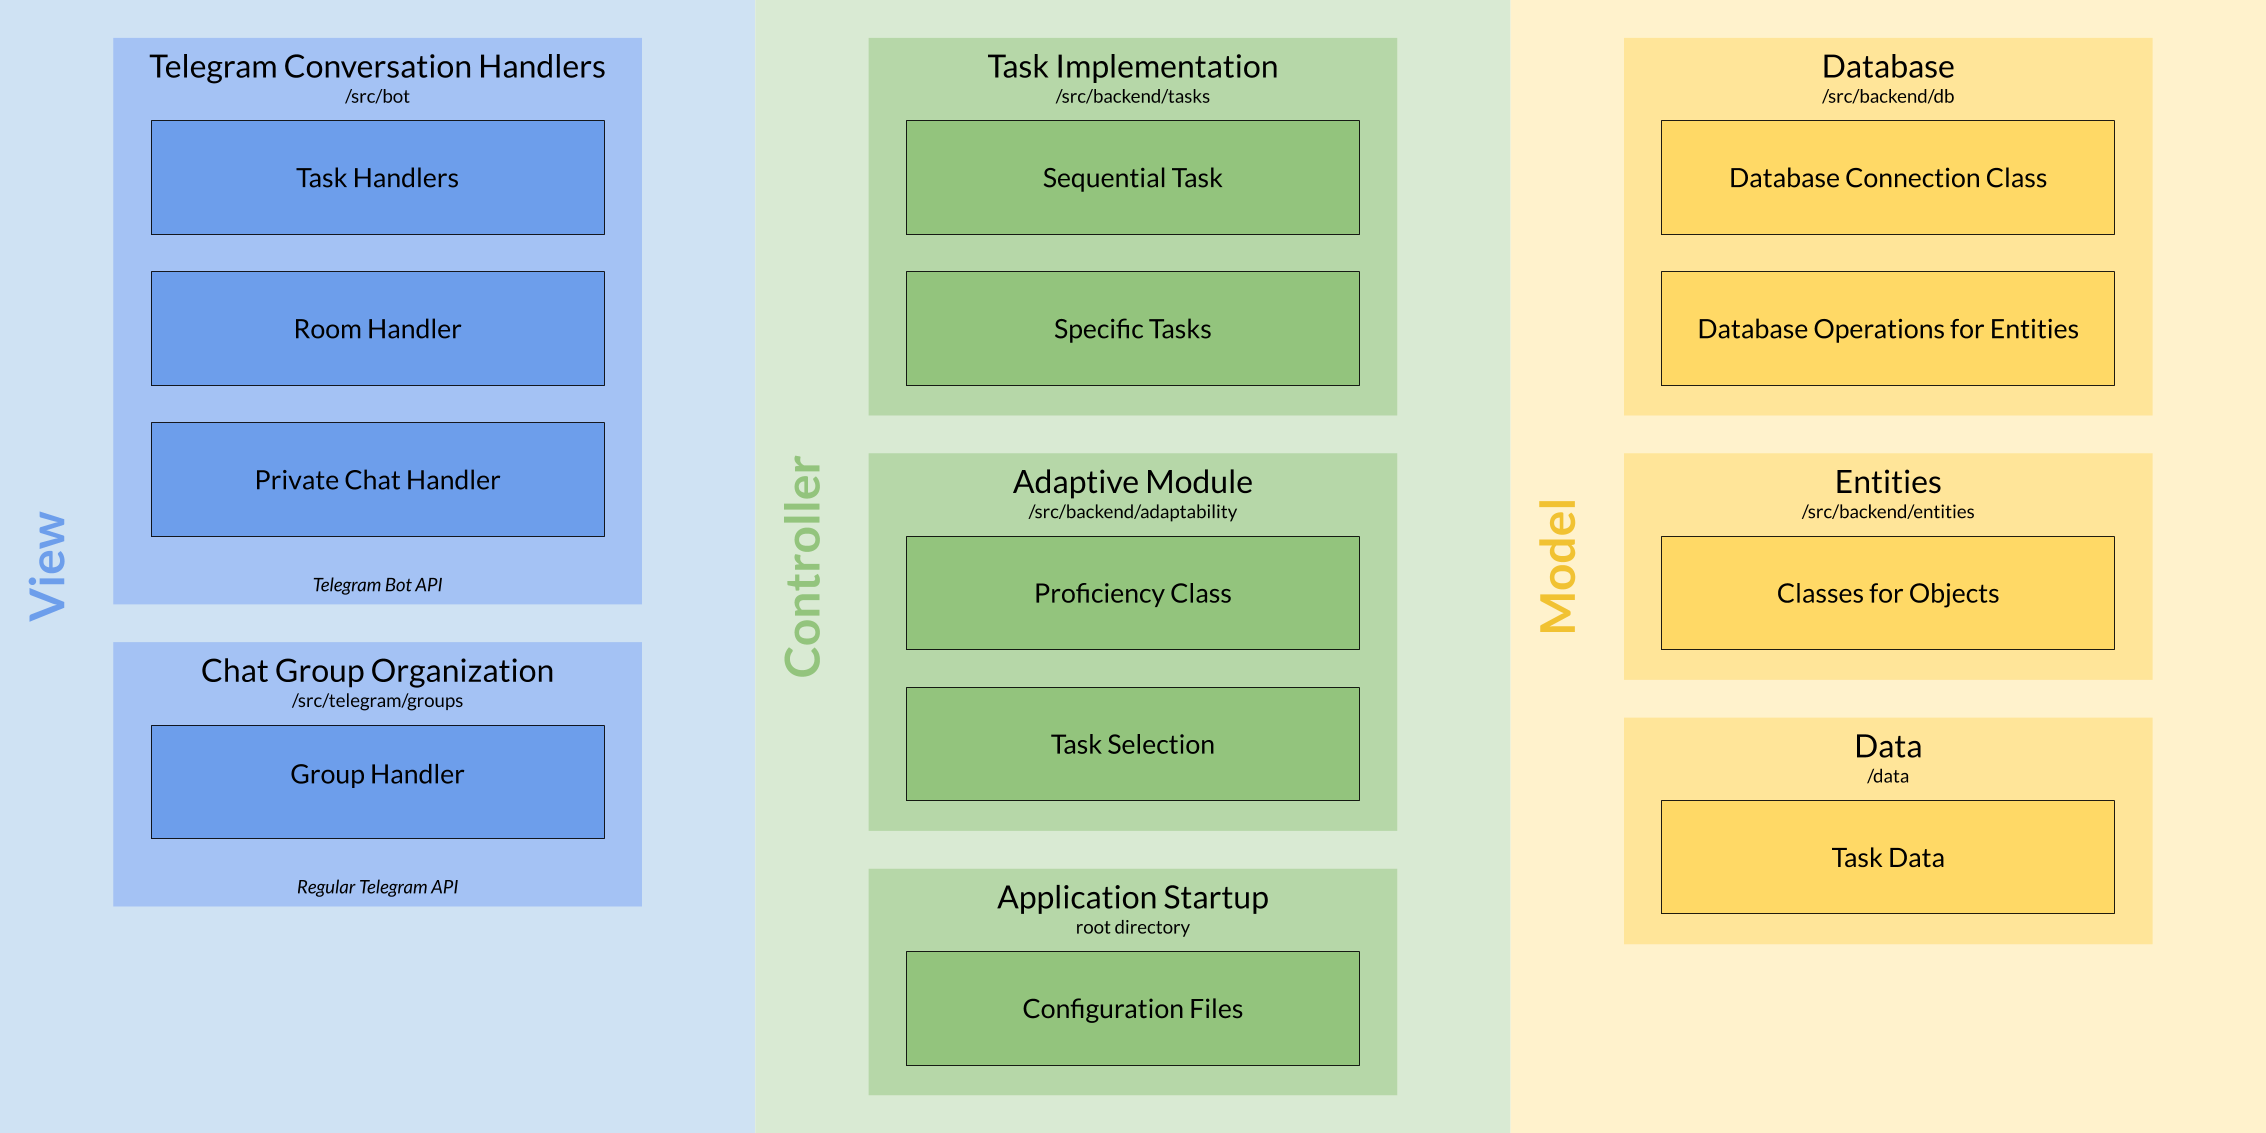 View
Telegram Conversation Handlers
/src/bot
Task Handlers
Room Handler
Private Chat Handler
Telegram Bot API
Chat Group Organization
/src/telegram/groups
Group Handler
Regular Telegram API
Controller
Task Implementation
/src/backend/tasks
Sequential Task
Specific Tasks
Adaptive Module
/src/backend/adaptability
Proficiency Class
Task Selection
Application Startup
root directory
Configuration Files
Model
Database
/src/backend/db
Database Connection Class
Database Operations for Entities
Entities
/src/backend/entities
Classes for Objects
Data
/data
Task Data